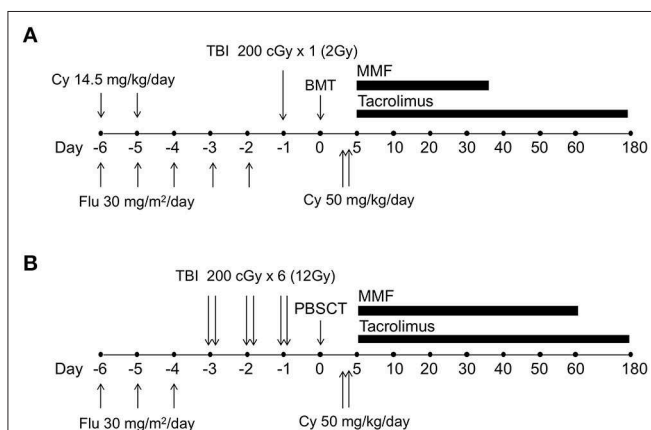 A
TBI 200 cGy x 1 (2Gy)
MMF
Cy 14.5 mg/kg/day
BMT
Tacrolimus
Day -6 -5 -4 -3 -2 -1 0 5 10 20 30 40 50 60 180
Flu 30 mg/m²/day
Cy 50 mg/kg/day
B
TBI 200 cGy x 6 (12Gy)
MMF
PBSCT
Tacrolimus
Day -6 -5 -4 -3 -2 -1 0 5 10 20 30 40 50 60 180
Flu 30 mg/m²/day
Cy 50 mg/kg/day